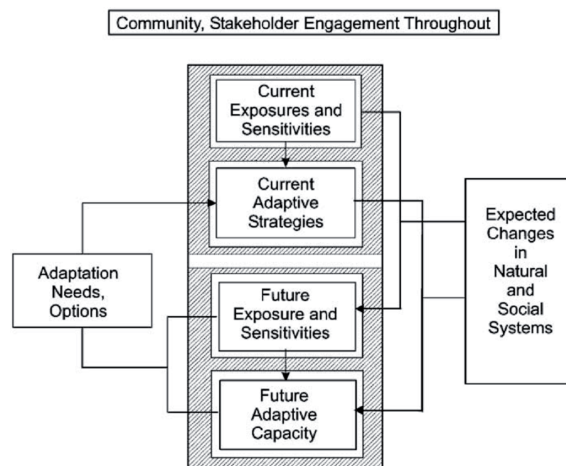 Community, Stakeholder Engagement Throughout
Current
Exposures and
Sensitivities
Current
Adaptive
Strategies
Expected
Changes
in
Natural
and
Social
Systems
Adaptation
Needs,
Options
Future
Exposure and
Sensitivities
Future
Adaptive
Capacity